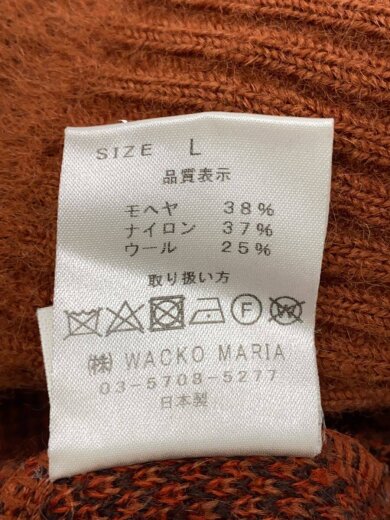 SIZE L
品質表示
モヘヤ 38%
ナイロン 37%
ウール 25%
取り扱い方
F W
(株) WACKO MARIA
03-5708-5277
日本製